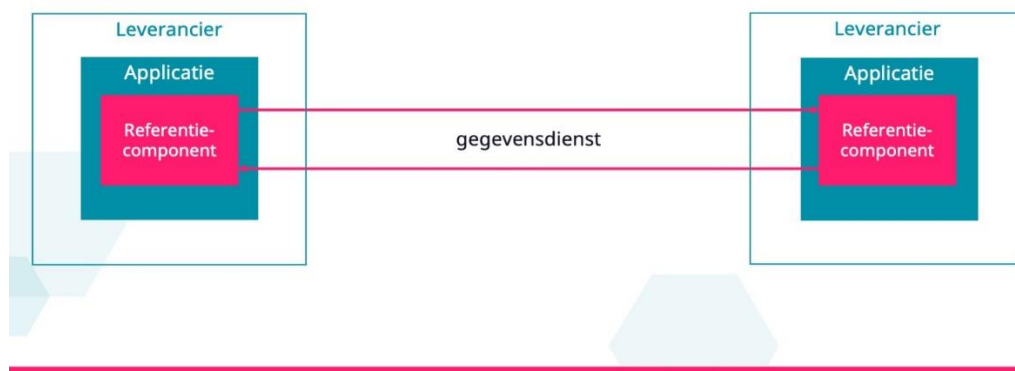 Leverancier
Applicatie
Referentie-
component
gegevensdienst
Leverancier
Applicatie
Referentie-
component